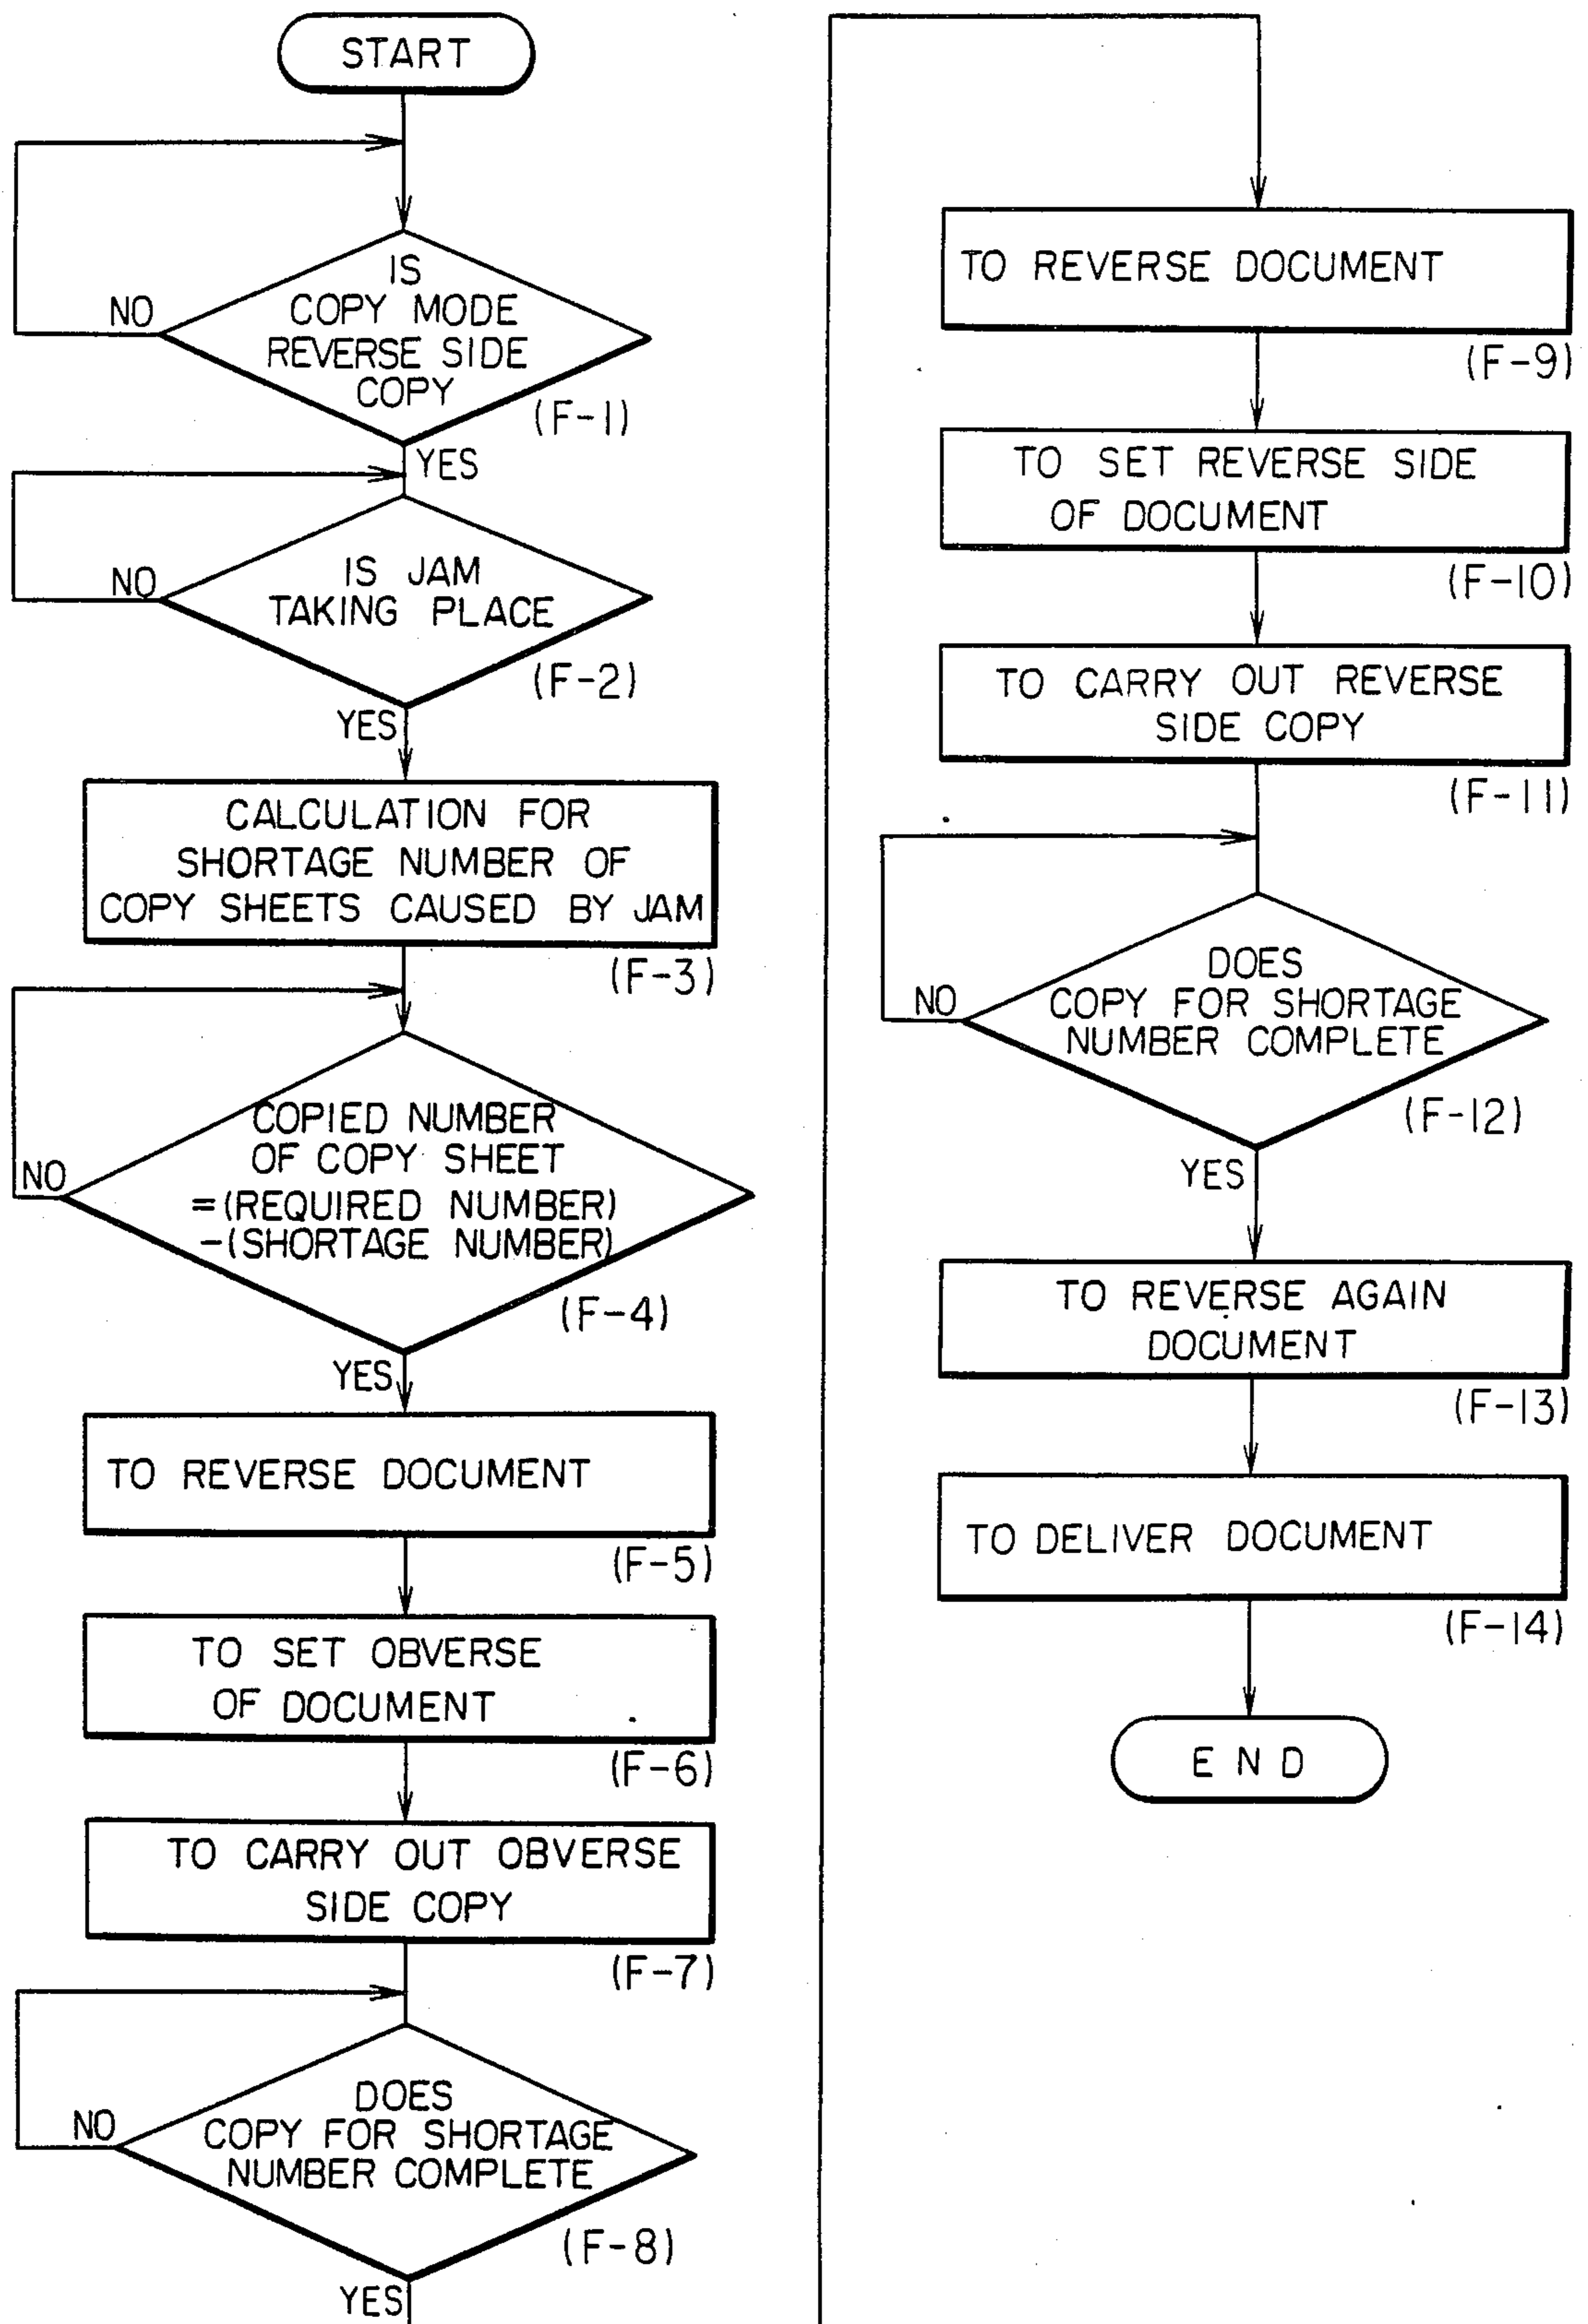 START
IS
COPY MODE
REVERSE SIDE
COPY
NO
(F-1)
YES
IS JAM
TAKING PLACE
NO
(F-2)
YES
CALCULATION FOR
SHORTAGE NUMBER OF
COPY SHEETS CAUSED BY JAM
(F-3)
COPIED NUMBER
OF COPY SHEET
=(REQUIRED NUMBER)
-(SHORTAGE NUMBER)
NO
(F-4)
YES
TO REVERSE DOCUMENT
(F-5)
TO SET OBVERSE
OF DOCUMENT
(F-6)
TO CARRY OUT OBVERSE
SIDE COPY
(F-7)
DOES
COPY FOR SHORTAGE
NUMBER COMPLETE
NO
(F-8)
YES
TO REVERSE DOCUMENT
(F-9)
TO SET REVERSE SIDE
OF DOCUMENT
(F-10)
TO CARRY OUT REVERSE
SIDE COPY
(F-11)
DOES
COPY FOR SHORTAGE
NUMBER COMPLETE
NO
(F-12)
YES
TO REVERSE AGAIN
DOCUMENT
(F-13)
TO DELIVER DOCUMENT
(F-14)
END